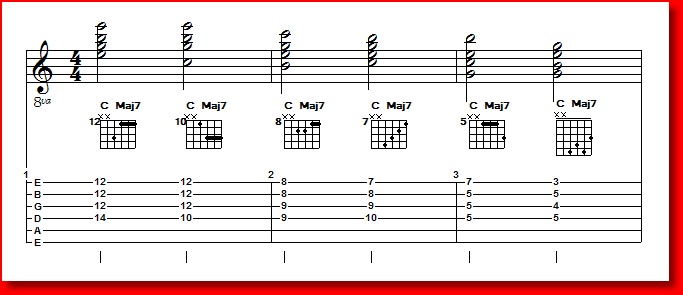 4
4
8va
C Maj7 C Maj7 C Maj7 C Maj7 C Maj7 C Maj7
12 xx 10 xx 8 xx 7 xx 5 xx xx
1 2 3
E 12 12 8 7 7 3
B 12 12 8 8 5 5
G 12 12 9 9 5 4
D 14 10 9 10 5 5
A
E